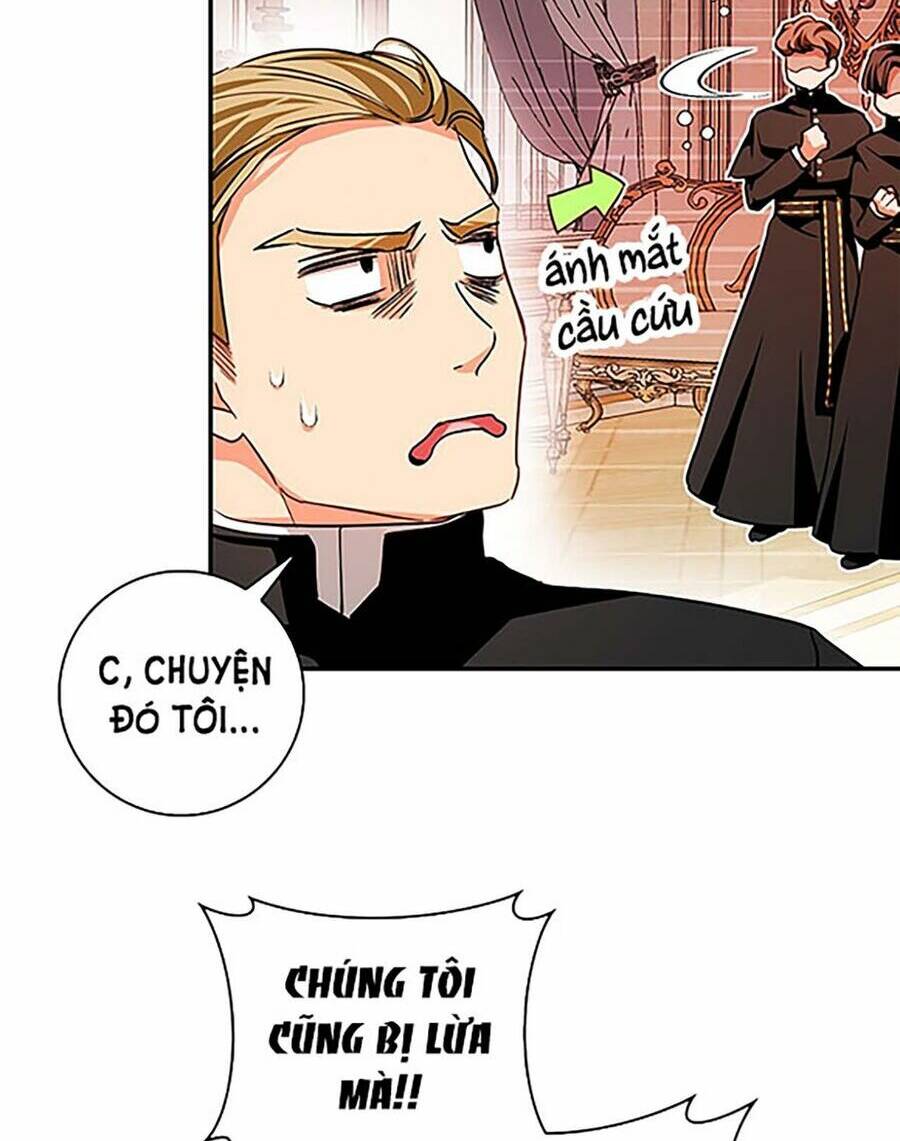 ánh mắt
cầu cứu
C, CHUYỆN
ĐÓ TÔI...
CHÚNG TÔI
CŨNG BỊ LỪA
MÀ!!